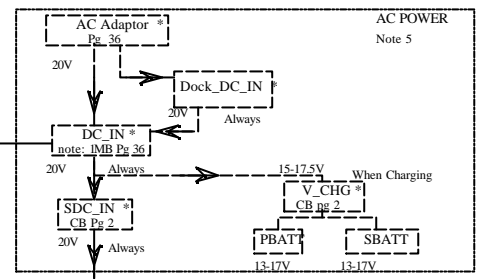 AC POWER
Note 5
AC Adaptor *
Pg 36
20V
Dock_DC_IN *
20V
Always
DC_IN *
note: 1MB Pg 36
20V
Always
15-17.5V
When Charging
V_CHG *
CB pg 2
SDC_IN *
CB Pg 2
20V
Always
PBATT
SBATT
13-17V
13-17V